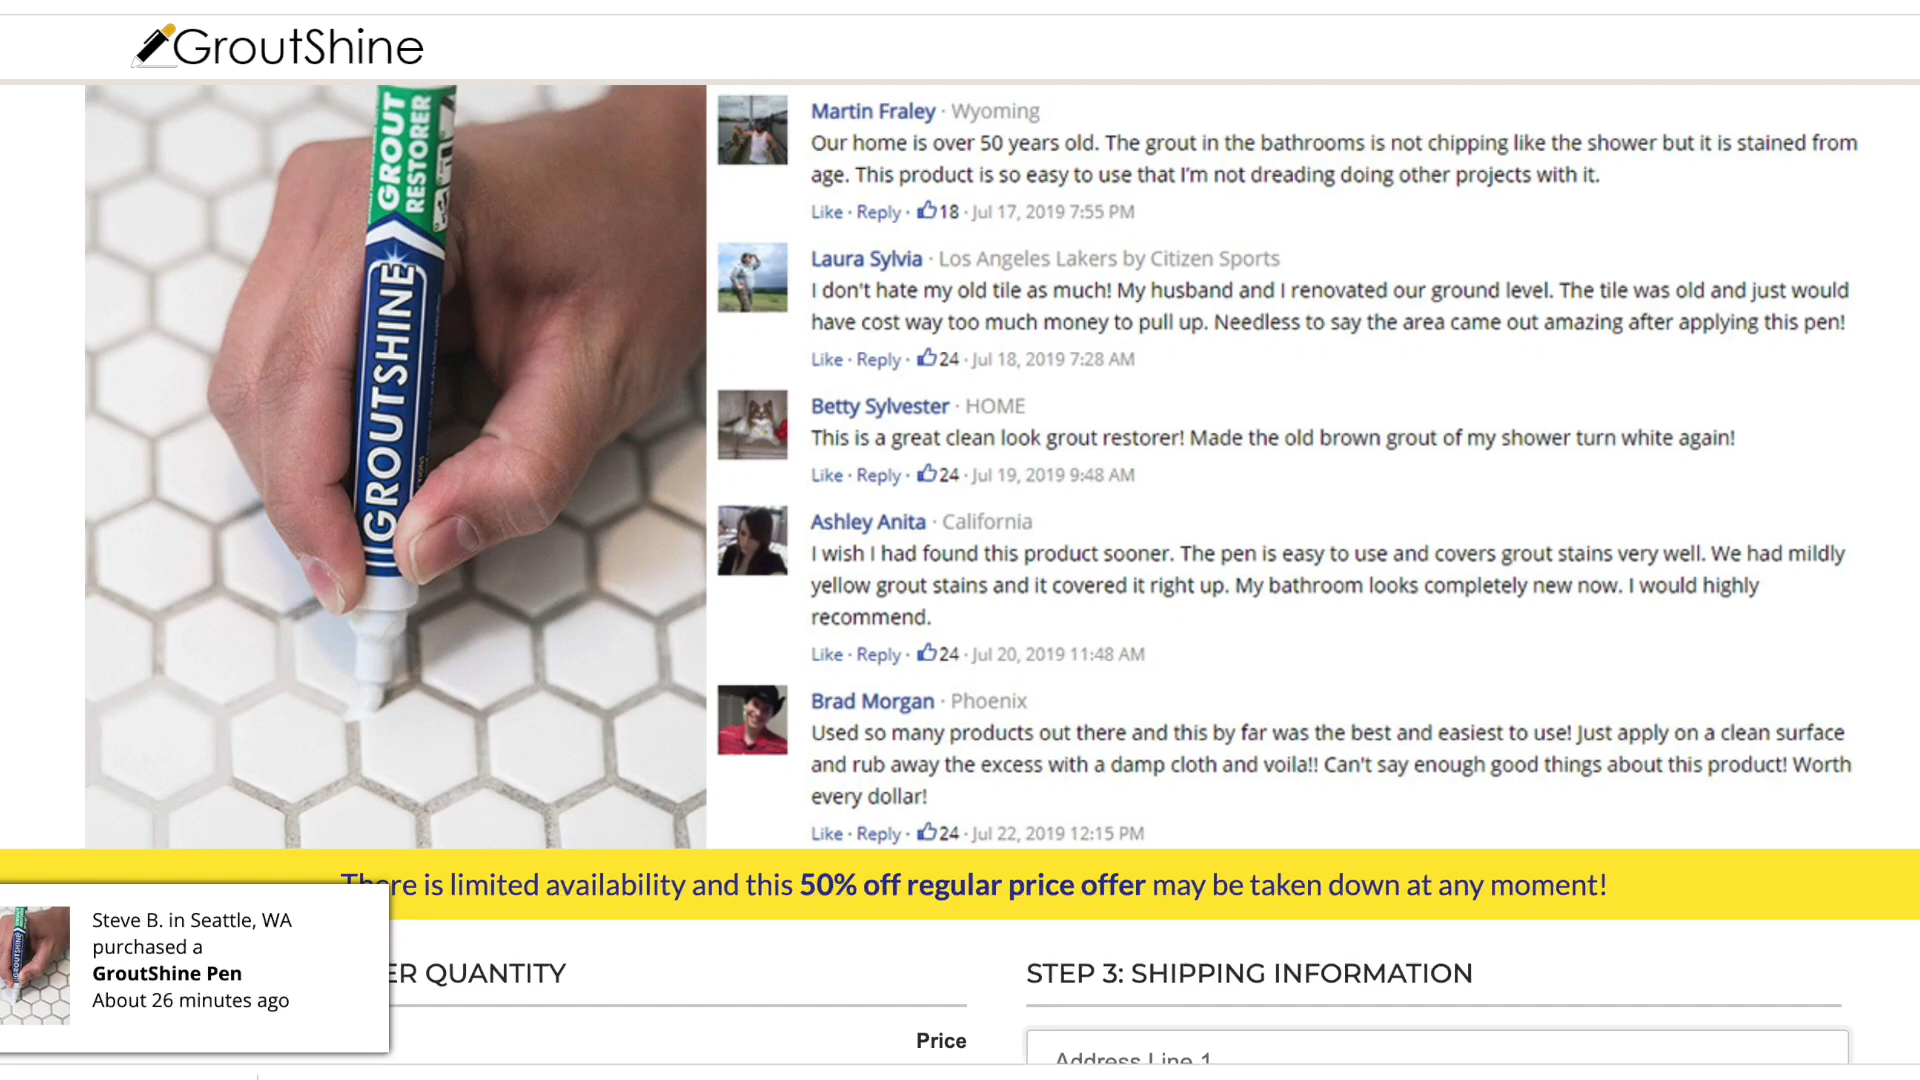 GroutShine
GROUT
RESTORER
GROUTSHINE
Martin Fraley · Wyoming
Our home is over 50 years old. The grout in the bathrooms is not chipping like the shower but it is stained from
age. This product is so easy to use that I'm not dreading doing other projects with it.
Like · Reply · 18 · Jul 17, 2019 7:55 PM
Laura Sylvia · Los Angeles Lakers by Citizen Sports
I don't hate my old tile as much! My husband and I renovated our ground level. The tile was old and just would
have cost way too much money to pull up. Needless to say the area came out amazing after applying this pen!
Like · Reply · 24 · Jul 18, 2019 7:28 AM
Betty Sylvester · HOME
This is a great clean look grout restorer! Made the old brown grout of my shower turn white again!
Like · Reply · 24 · Jul 19, 2019 9:48 AM
Ashley Anita · California
I wish I had found this product sooner. The pen is easy to use and covers grout stains very well. We had mildly
yellow grout stains and it covered it right up. My bathroom looks completely new now. I would highly
recommend.
Like · Reply · 24 · Jul 20, 2019 11:48 AM
Brad Morgan · Phoenix
Used so many products out there and this by far was the best and easiest to use! Just apply on a clean surface
and rub away the excess with a damp cloth and voila!! Can't say enough good things about this product! Worth
every dollar!
Like · Reply · 24 · Jul 22, 2019 12:15 PM
There is limited availability and this 50% off regular price offer may be taken down at any moment!
Steve B. in Seattle, WA
purchased a
GroutShine Pen
About 26 minutes ago
ER QUANTITY
Price
STEP 3: SHIPPING INFORMATION
Address Line 1